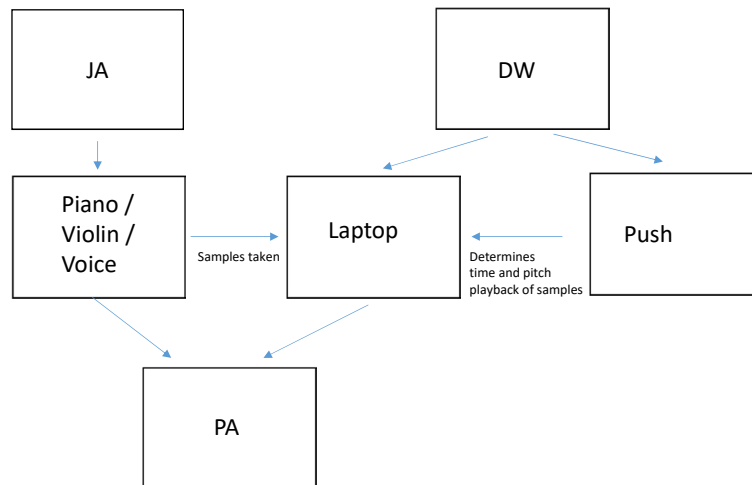 JA
DW
Piano /
Violin /
Voice
Samples taken
Laptop
Determines
time and pitch
playback of samples
Push
PA